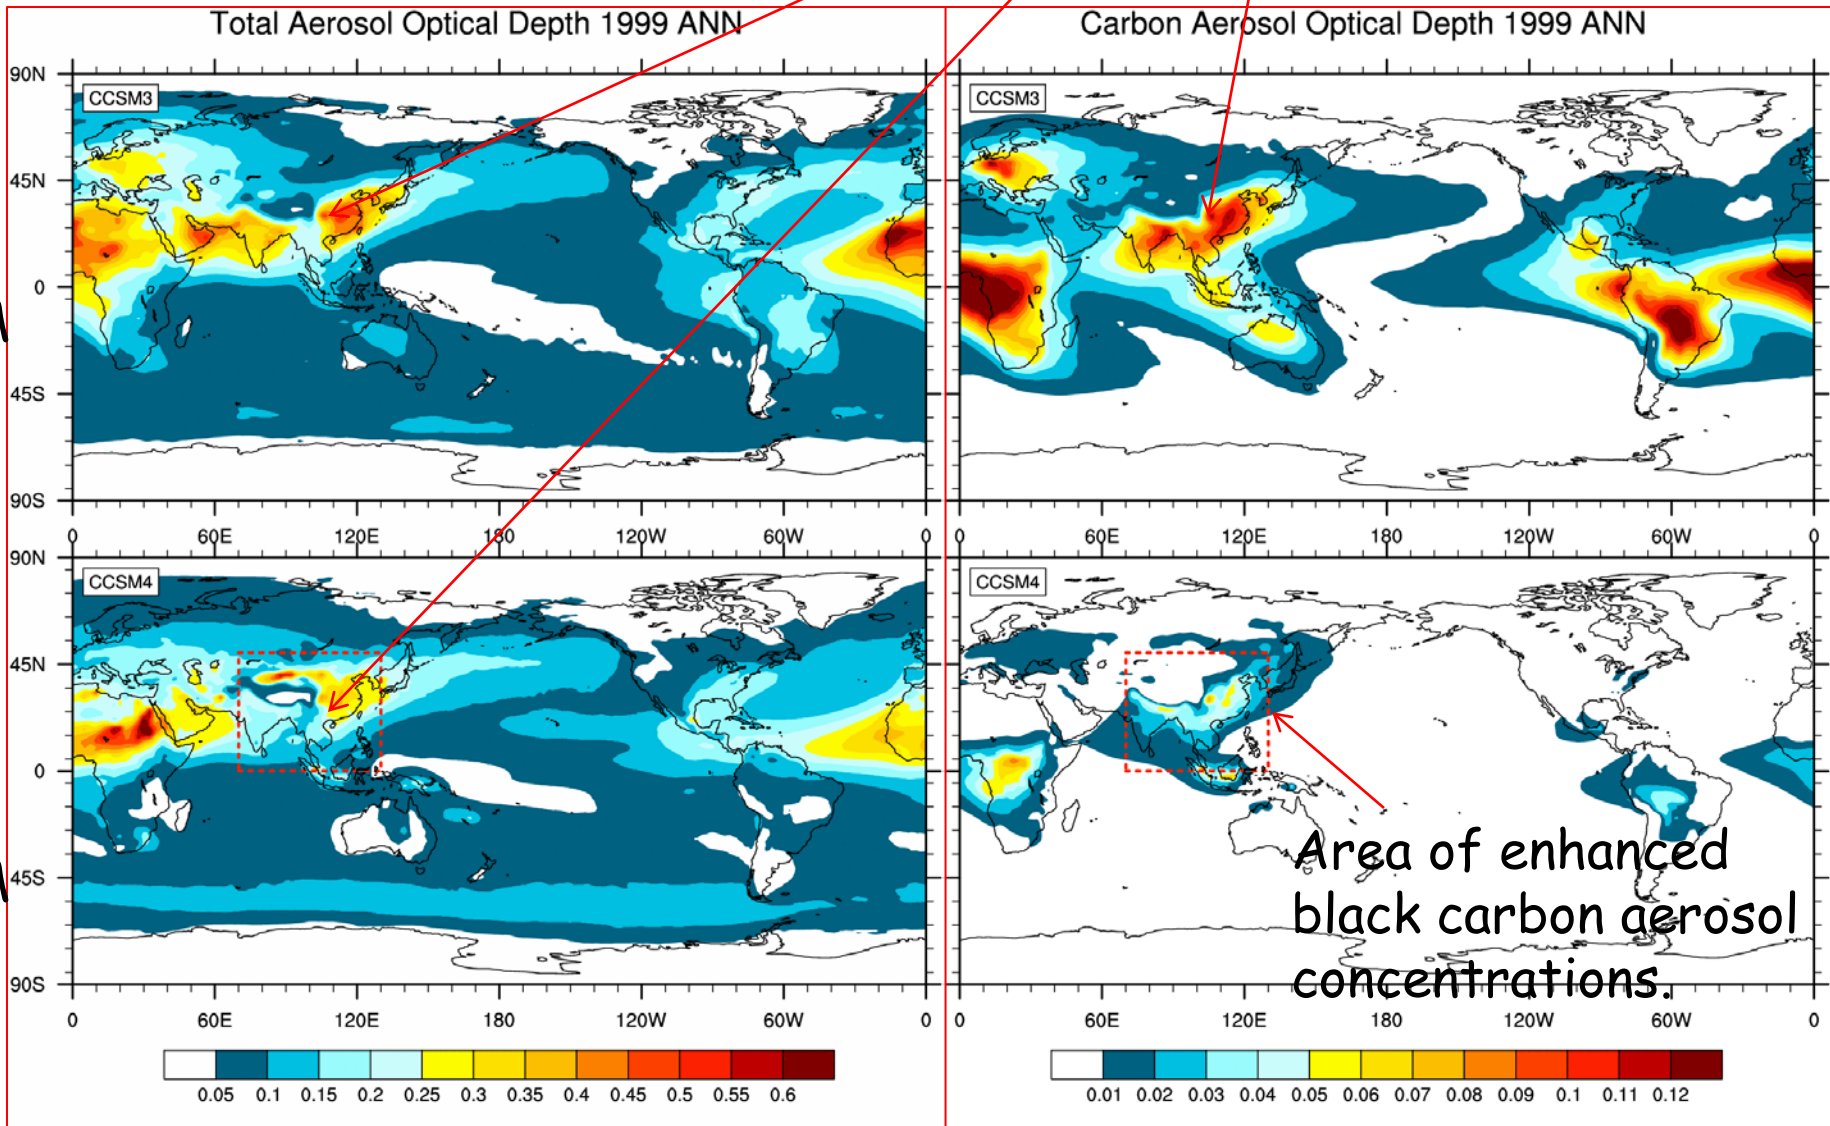 Total Aerosol Optical Depth 1999 ANN
90N
CCSM3
45N
0
45S
90S
0 60E 120E 180 120W 60W
90N
CCSM4
45N
0
45S
90S
0 60E 120E 180 120W 60W 0
0.05 0.1 0.15 0.2 0.25 0.3 0.35 0.4 0.45 0.5 0.55 0.6
Carbon Aerosol Optical Depth 1999 ANN
CCSM3
0 60E 120E 180 120W 60W 0
CCSM4
Area of enhanced
black carbon aerosol
concentrations.
0 60E 120E 180 120W 60W 0
0.01 0.02 0.03 0.04 0.05 0.06 0.07 0.08 0.09 0.1 0.11 0.12